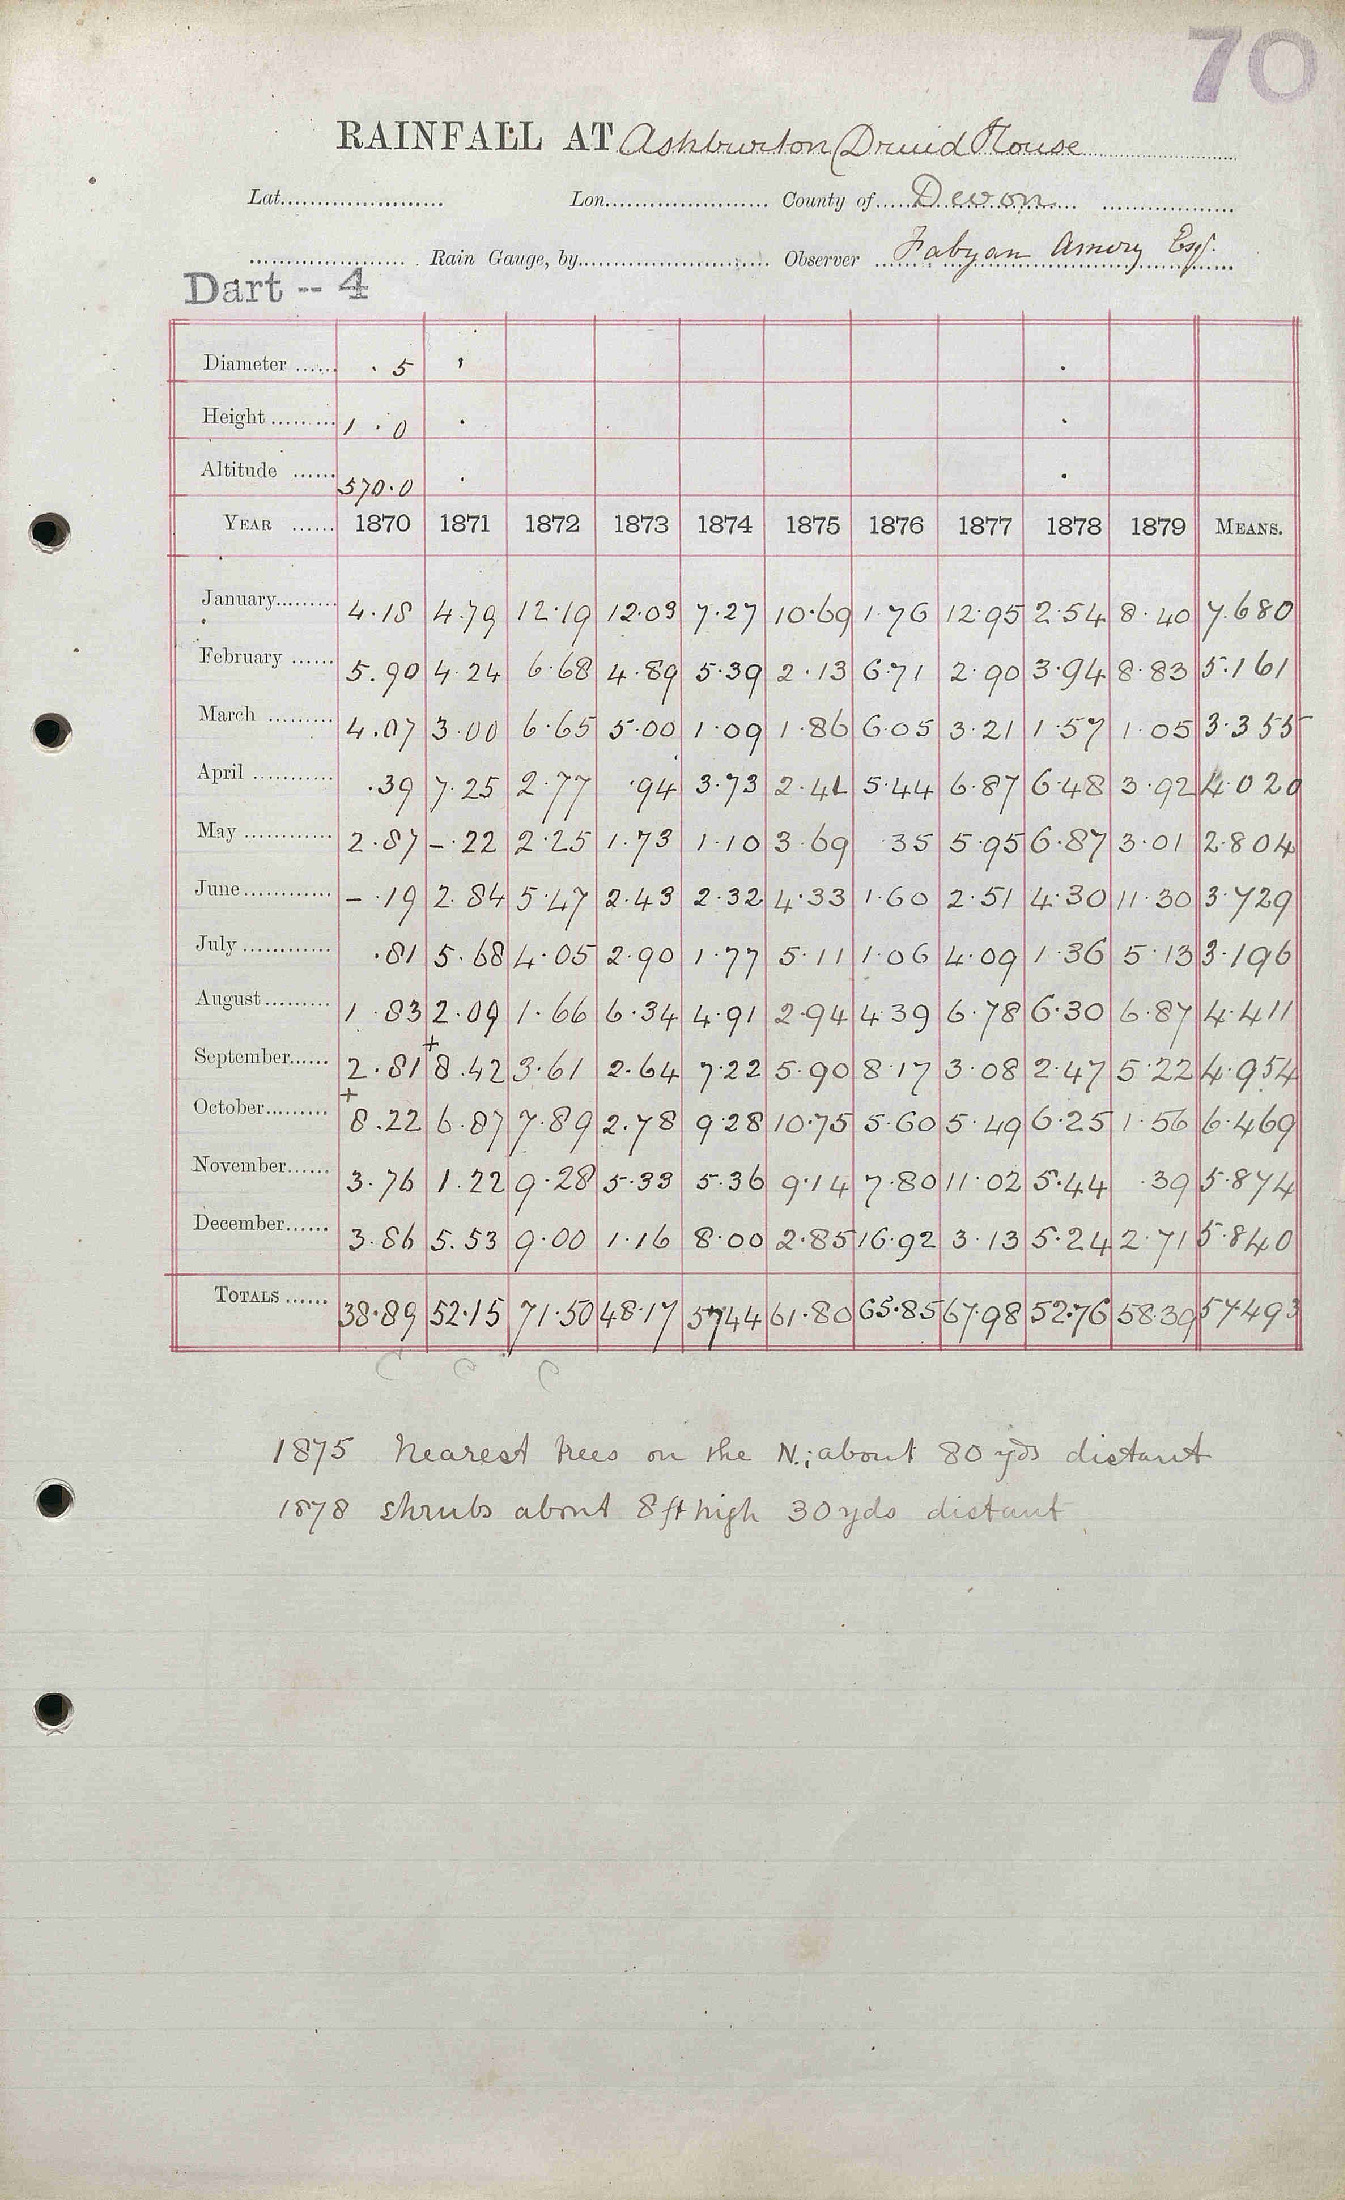 70
RAINFALL AT Ashburton (Druid House
Lat. Lon. County of Devon
Rain Gauge, by Observer Fabyan Amery Esq.
Dart -- 4
Diameter . 5 '
Height 1 . 0
Altitude 570.0
YEAR 1870 1871 1872 1873 1874 1875 1876 1877 1878 1879 MEANS.
January 4.18 4.79 12.19 12.03 7.27 10.69 1.76 12.95 2.54 8.40 7.680
February 5.90 4.24 6.68 4.89 5.39 2.13 6.71 2.90 3.94 8.83 5.161
March 4.07 3.00 6.65 5.00 1.09 1.86 6.05 3.21 1.57 1.05 3.355
April .39 7.25 2.77 .94 3.73 2.41 5.44 6.87 6.48 3.92 4.020
May 2.87 -.22 2.25 1.73 1.10 3.69 .35 5.95 6.87 3.01 2.804
June -.19 2.84 5.47 2.43 2.32 4.33 1.60 2.51 4.30 11.30 3.729
July .81 5.68 4.05 2.90 1.77 5.11 1.06 4.09 1.36 5.13 3.196
August 1.83 2.09 1.66 6.34 4.91 2.94 4.39 6.78 6.30 6.87 4.411
September 2.81 +8.42 3.61 2.64 7.22 5.90 8.17 3.08 2.47 5.22 4.954
October +8.22 6.87 7.89 2.78 9.28 10.75 5.60 5.49 6.25 1.56 6.469
November 3.76 1.22 9.28 5.33 5.36 9.14 7.80 11.02 5.44 .39 5.874
December 3.86 5.53 9.00 1.16 8.00 2.85 16.92 3.13 5.24 2.71 5.840
TOTALS 38.89 52.15 71.50 48.17 57.44 61.80 65.85 67.98 52.76 58.39 57.493
C C C
1875 Nearest trees on the N.; about 80 yds distant
1878 Shrubs about 8 ft high 30 yds distant